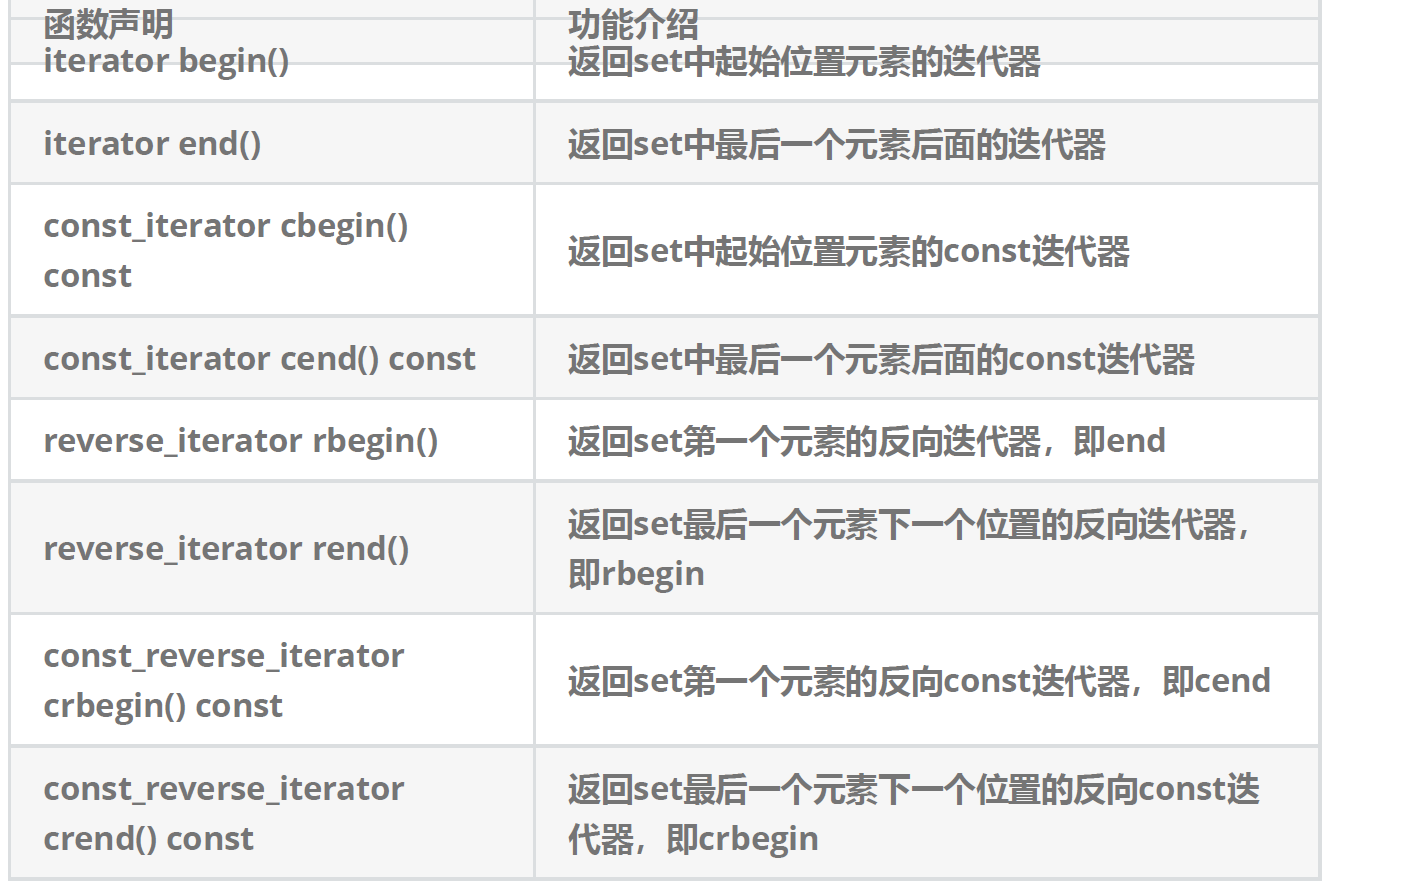 函数声明
功能介绍
iterator begin()
返回set中起始位置元素的迭代器
iterator end()
返回set中最后一个元素后面的迭代器
const_iterator cbegin()
const
返回set中起始位置元素的const迭代器
const_iterator cend() const
返回set中最后一个元素后面的const迭代器
reverse_iterator rbegin()
返回set第一个元素的反向迭代器，即end
reverse_iterator rend()
返回set最后一个元素下一个位置的反向迭代器，
即rbegin
const_reverse_iterator
crbegin() const
返回set第一个元素的反向const迭代器，即cend
const_reverse_iterator
crend() const
返回set最后一个元素下一个位置的反向const迭
代器，即crbegin